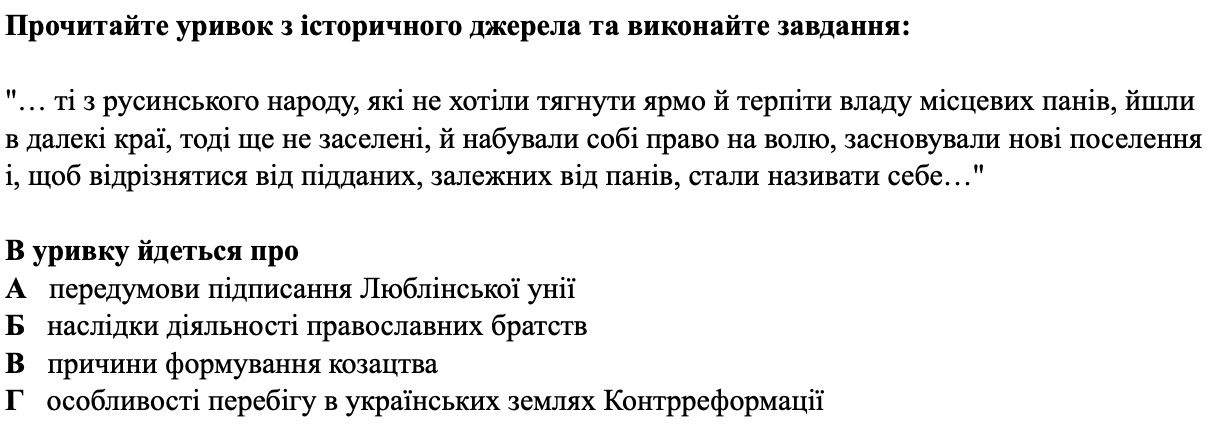 Прочитайте уривок з історичного джерела та виконайте завдання:
"… ті з русинського народу, які не хотіли тягнути ярмо й терпіти владу місцевих панів, йшли
в далекі краї, тоді ще не заселені, й набували собі право на волю, засновували нові поселення
і, щоб відрізнятися від підданих, залежних від панів, стали називати себе…"
В уривку йдеться про
А передумови підписання Люблінської унії
Б наслідки діяльності православних братств
В причини формування козацтва
Г особливості перебігу в українських землях Контрреформації